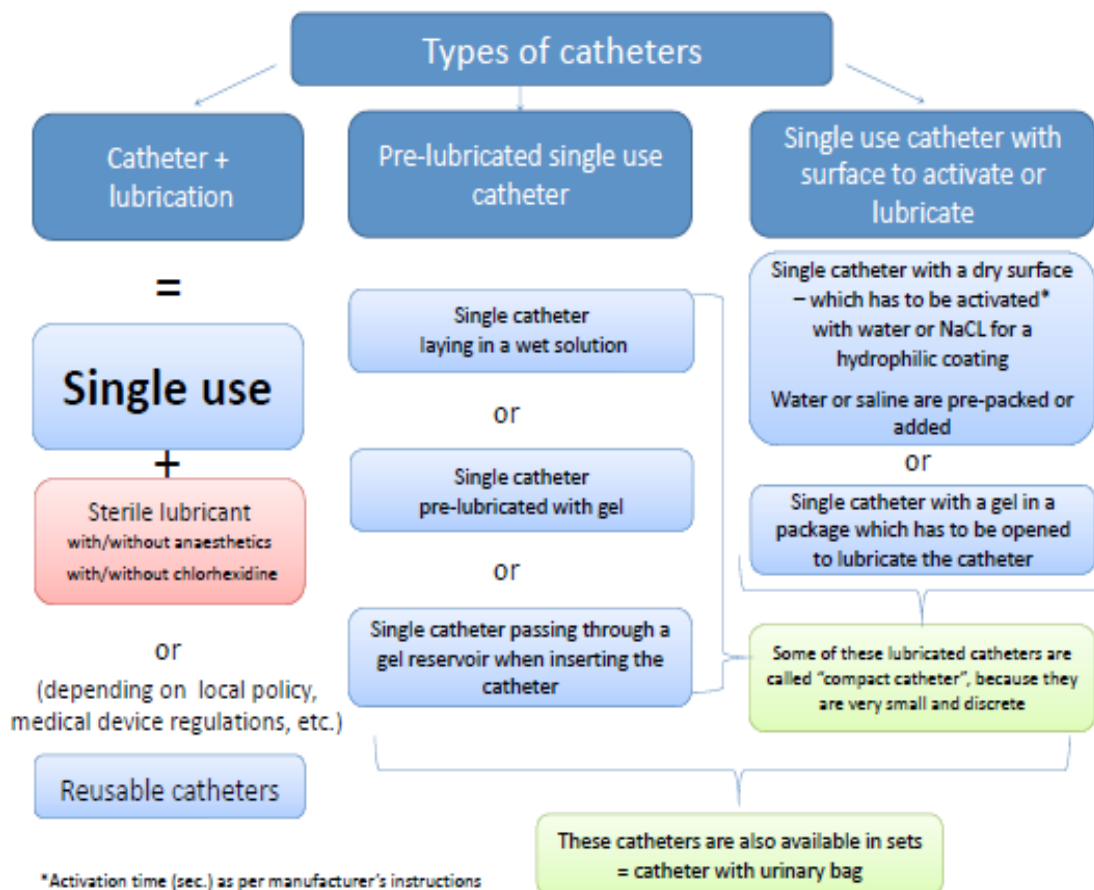 Types of catheters
Catheter +
lubrication
=
Single use
+
Sterile lubricant
with/without anaesthetics
with/without chlorhexidine
or
(depending on local policy,
medical device regulations, etc.)
Reusable catheters
Pre-lubricated single use
catheter
Single catheter
laying in a wet solution
or
Single catheter
pre-lubricated with gel
or
Single catheter passing through a
gel reservoir when inserting the
catheter
Single use catheter with
surface to activate or
lubricate
Single catheter with a dry surface
– which has to be activated*
with water or NaCL for a
hydrophilic coating
Water or saline are pre-packed or
added
or
Single catheter with a gel in a
package which has to be opened
to lubricate the catheter
Some of these lubricated catheters are
called "compact catheter", because they
are very small and discrete
These catheters are also available in sets
= catheter with urinary bag
*Activation time (sec.) as per manufacturer's instructions